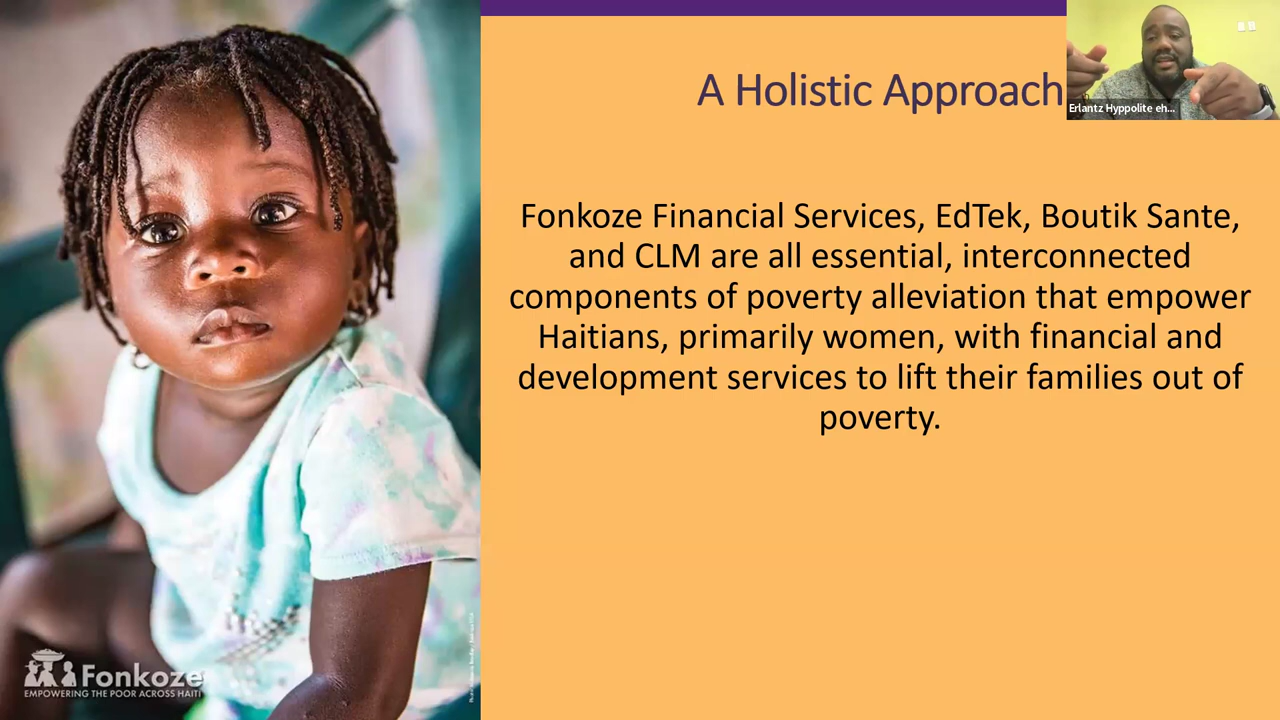 A Holistic Approach
Erlantz Hyppolite eh...
Fonkoze Financial Services, EdTek, Boutik Sante,
and CLM are all essential, interconnected
components of poverty alleviation that empower
Haitians, primarily women, with financial and
development services to lift their families out of
poverty.
Fonkoze
EMPOWERING THE POOR ACROSS HAITI